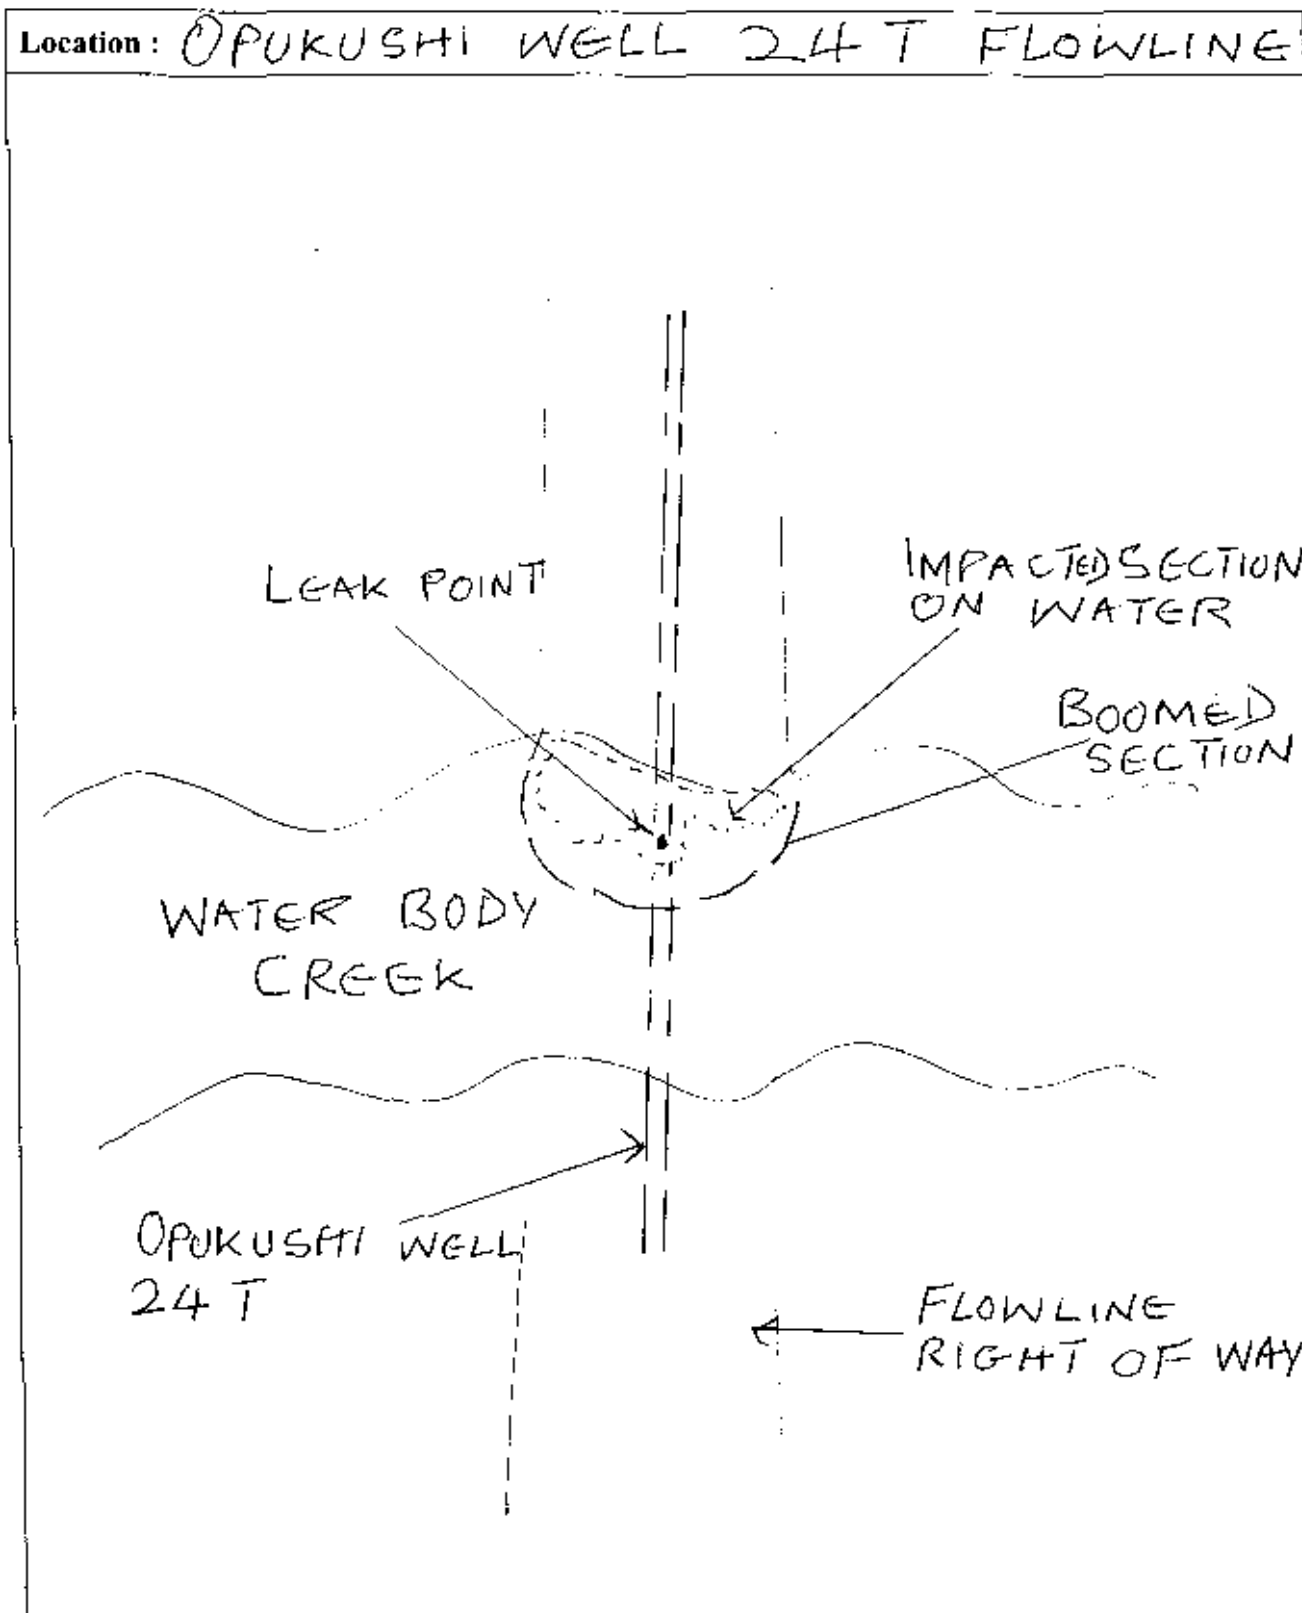 Location : OPUKUSHI WELL 24 T FLOWLINE
LEAK POINT
IMPACTED SECTION
ON WATER
BOOMED
SECTION
WATER BODY
CREEK
OPUKUSHI WELL
24 T
FLOWLINE
RIGHT OF WAY